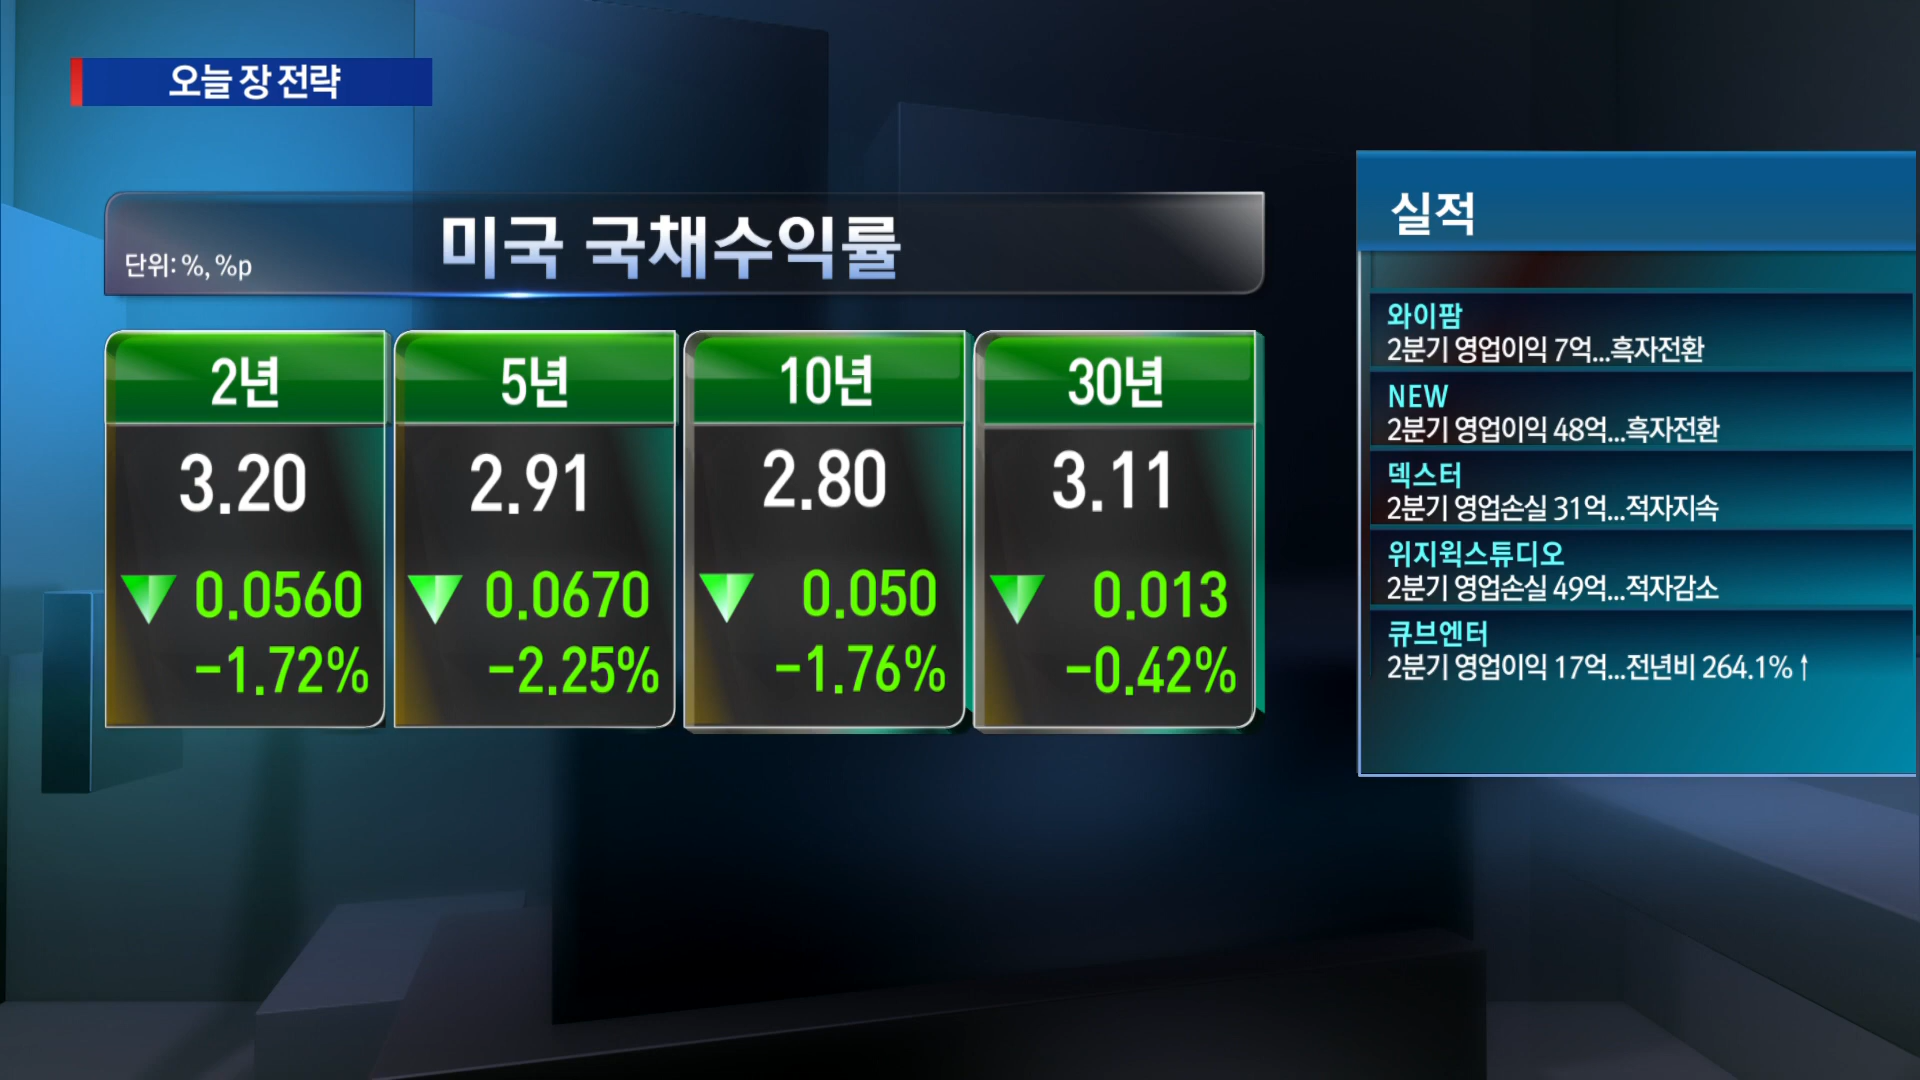 오늘 장 전략
미국 국채수익률
단위: %, %p
2년
3.20
▼ 0.0560
-1.72%
5년
2.91
▼ 0.0670
-2.25%
10년
2.80
▼ 0.050
-1.76%
30년
3.11
▼ 0.013
-0.42%
실적
와이팜
2분기 영업이익 7억...흑자전환
NEW
2분기 영업이익 48억...흑자전환
덱스터
2분기 영업손실 31억...적자지속
위지윅스튜디오
2분기 영업손실 49억...적자감소
큐브엔터
2분기 영업이익 17억...전년비 264.1%↑